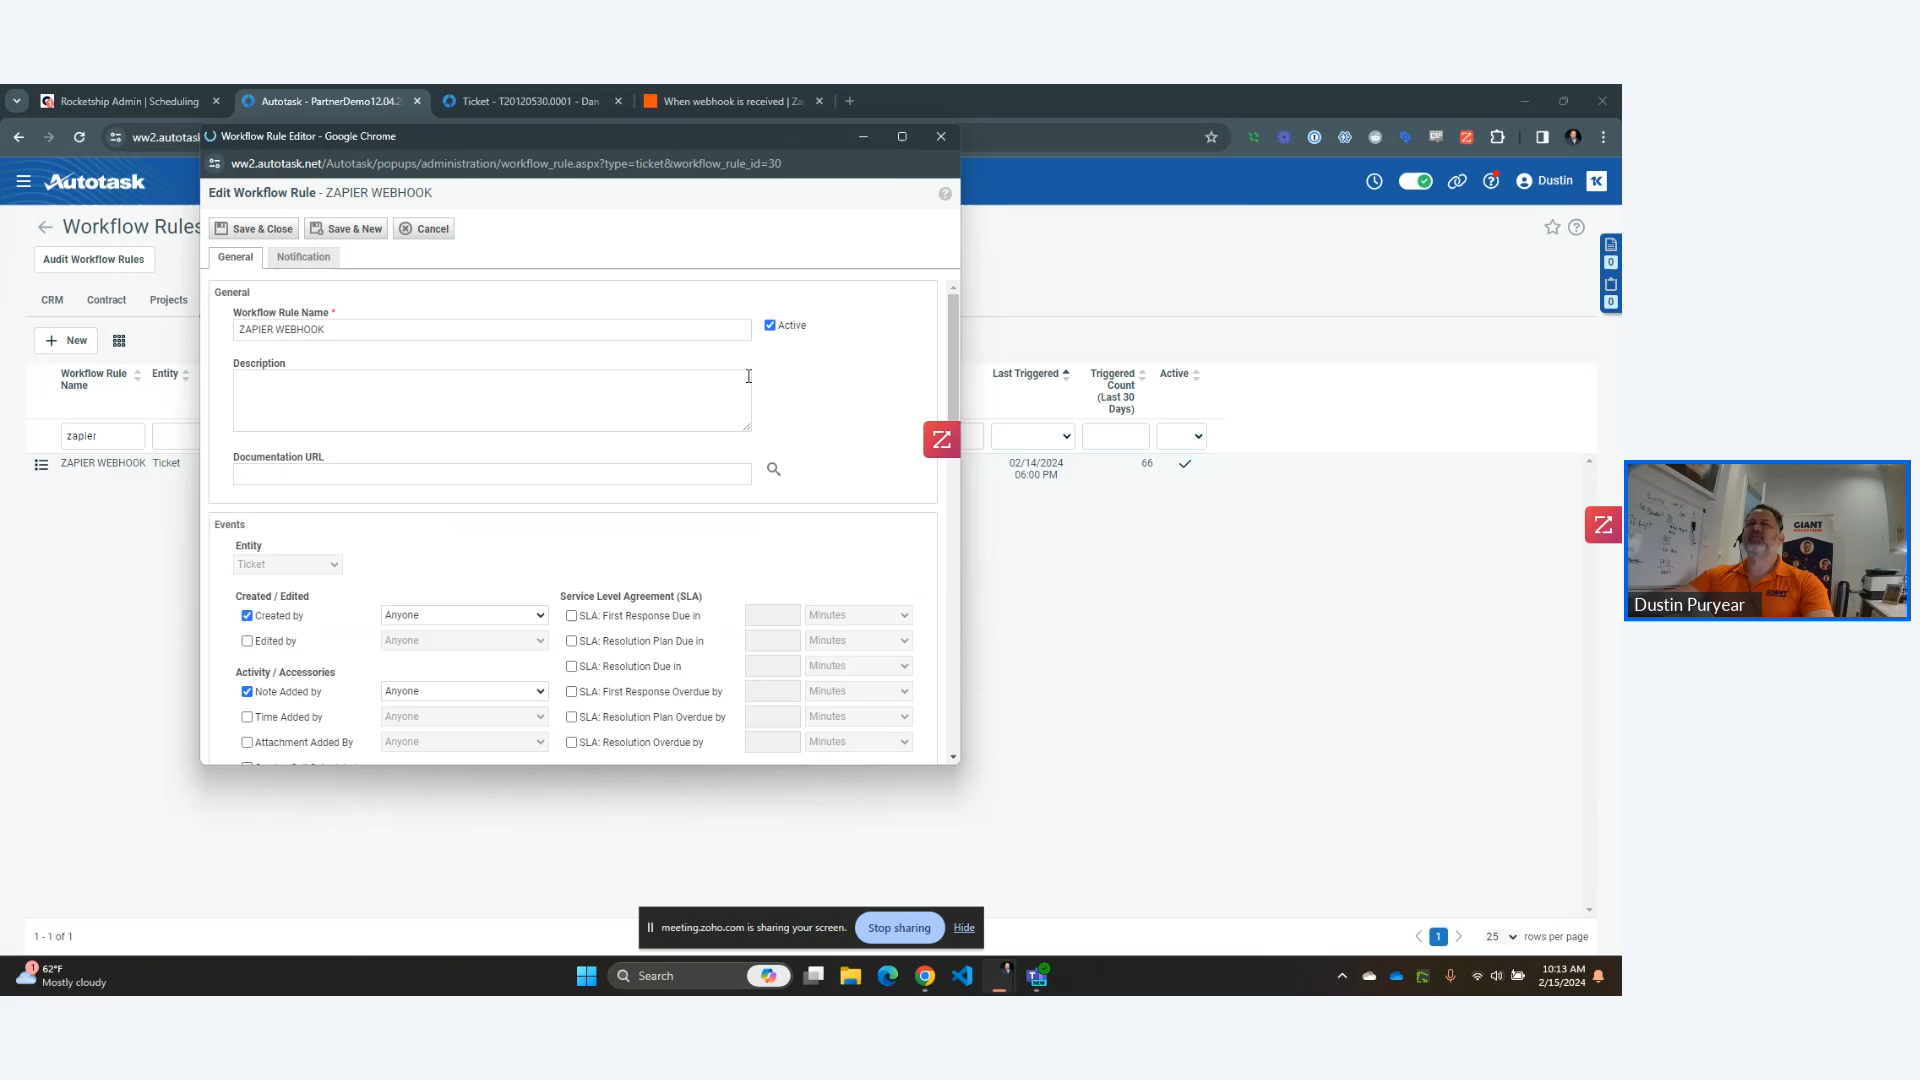 Rocketship Admin | Scheduling
Autotask - PartnerDemo12.04.2
Ticket - T20120530.0001 - Dan
When webhook is received | Za
ww2.autotas
Workflow Rule Editor - Google Chrome
ww2.autotask.net/Autotask/popups/administration/workflow_rule.aspx?type=ticket&workflow_rule_id=30
Autotask
Dustin
Edit Workflow Rule - ZAPIER WEBHOOK
Workflow Rules
Save & Close
Save & New
Cancel
Audit Workflow Rules
General
Notification
0
0
CRM
Contract
Projects
New
General
Workflow Rule Name *
ZAPIER WEBHOOK
Active
Description
Documentation URL
Workflow Rule
Name
Entity
Last Triggered
Triggered
Count
(Last 30
Days)
Active
zapier
ZAPIER WEBHOOK
Ticket
02/14/2024
06:00 PM
66
Events
Entity
Ticket
Created / Edited
Service Level Agreement (SLA)
Created by
Anyone
SLA: First Response Due in
Minutes
Edited by
Anyone
SLA: Resolution Plan Due in
Minutes
Activity / Accessories
SLA: Resolution Due in
Minutes
Note Added by
Anyone
SLA: First Response Overdue by
Minutes
Time Added by
Anyone
SLA: Resolution Plan Overdue by
Minutes
Attachment Added By
Anyone
SLA: Resolution Overdue by
Minutes
GIANT
Dustin Puryear
meeting.zoho.com is sharing your screen.
Stop sharing
Hide
1 - 1 of 1
1
25
rows per page
1
62°F
Mostly cloudy
Search
10:13 AM
2/15/2024